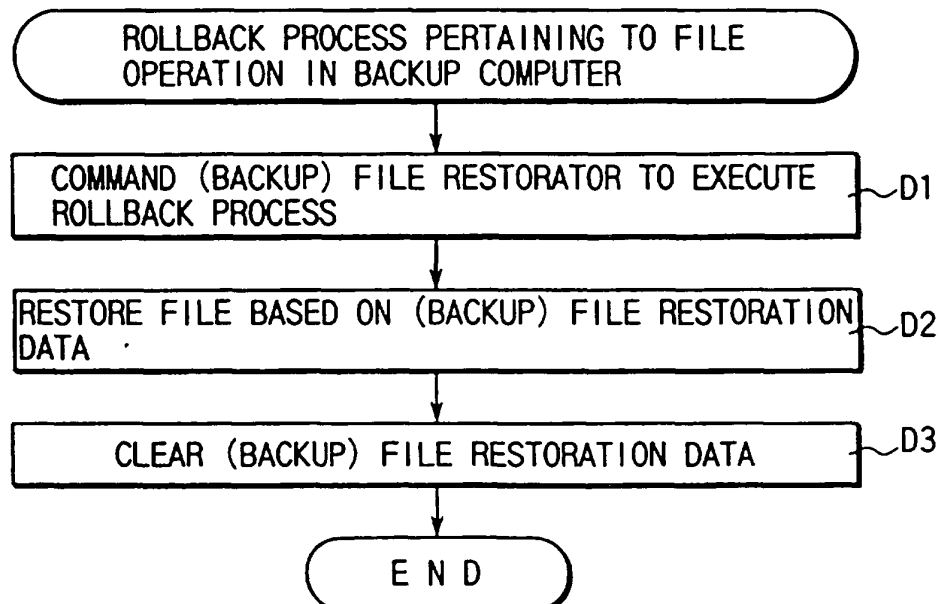 ROLLBACK PROCESS PERTAINING TO FILE
OPERATION IN BACKUP COMPUTER
COMMAND (BACKUP) FILE RESTORATOR TO EXECUTE
ROLLBACK PROCESS
D1
RESTORE FILE BASED ON (BACKUP) FILE RESTORATION
DATA
D2
CLEAR (BACKUP) FILE RESTORATION DATA
D3
END